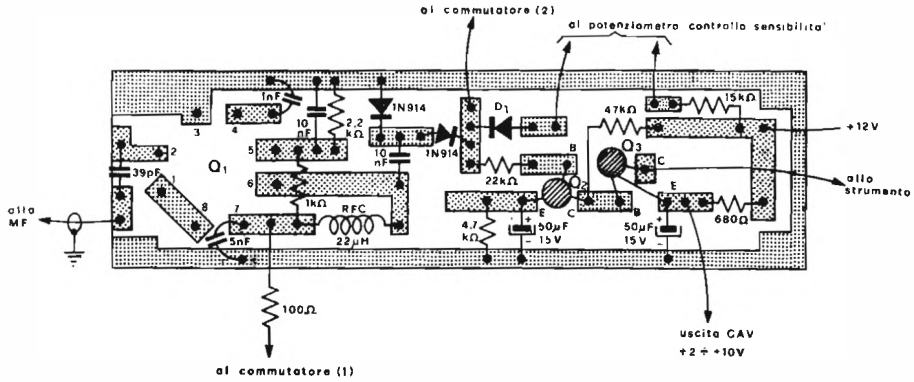 al commutatore (2)
al potenziometro controllo sensibilita'
1nF
10
nF
2,2
kΩ
1N914
D1
47kΩ
15kΩ
3
4
+12V
2
Q1
5
10
nF
1N914
B
Q3
C
39pF
1
6
22kΩ
Q2
allo
strumento
1kΩ
E
C
B
E
alla
MF
8
7
RFC
22µH
4,7
kΩ
+
50µF
15V
−
+
50µF
15V
−
680Ω
5nF
100Ω
uscita CAV
+2 ÷ +10V
al commutatore (1)